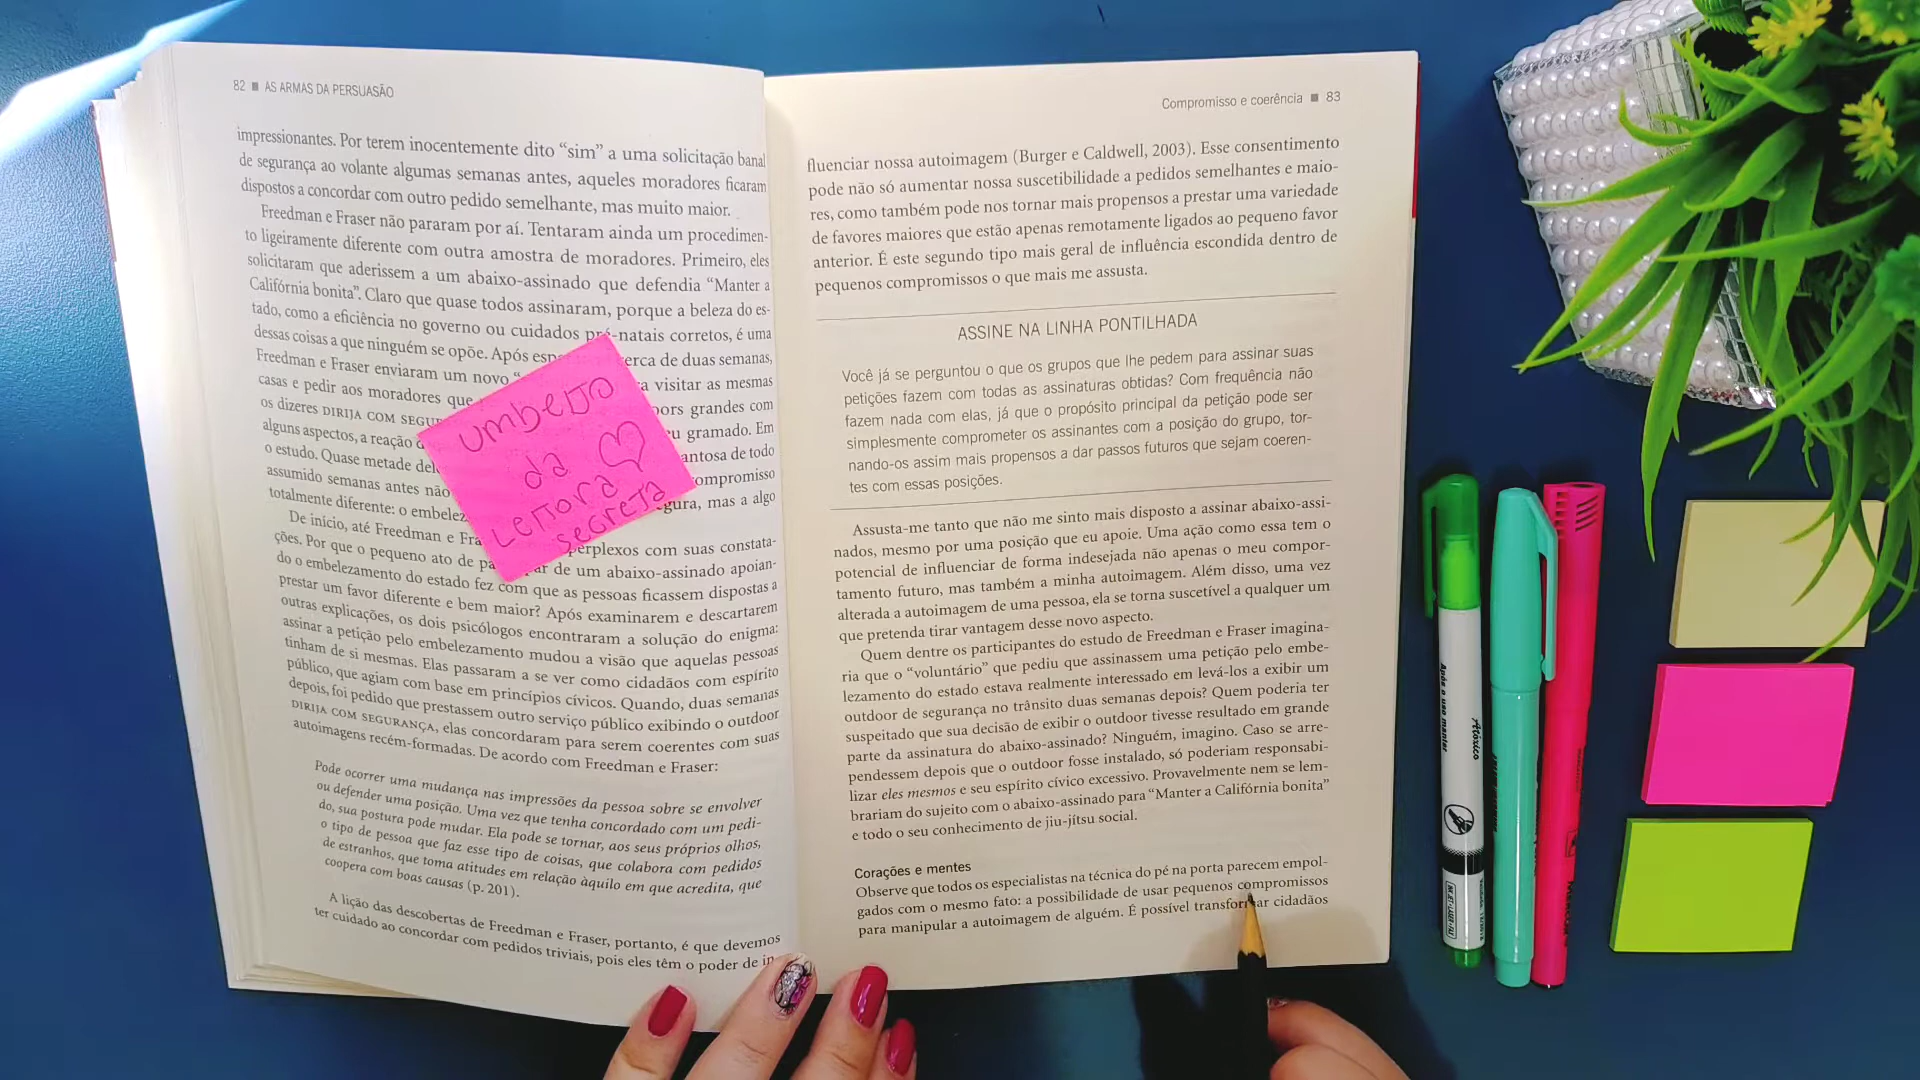 82 ■ AS ARMAS DA PERSUASÃO
impressionantes. Por terem inocentemente dito “sim” a uma solicitação banal
de segurança ao volante algumas semanas antes, aqueles moradores ficaram
dispostos a concordar com outro pedido semelhante, mas muito maior.
Freedman e Fraser não pararam por aí. Tentaram ainda um procedimen-
to ligeiramente diferente com outra amostra de moradores. Primeiro, eles
solicitaram que aderissem a um abaixo-assinado que defendia “Manter a
Califórnia bonita”. Claro que quase todos assinaram, porque a beleza do es-
tado, como a eficiência no governo ou cuidados pré-natais corretos, é uma
dessas coisas a que ninguém se opõe. Após cerca de duas semanas,
Freedman e Fraser enviaram um novo visitar as mesmas
casas e pedir aos moradores que grandes com
os dizeres DIRIJA COM gramado. Em
alguns aspectos, a reação de todo
o estudo. Quase metade
assumido semanas antes não
totalmente diferente: o mas a algo
De início, até Freedman e perplexos com suas constata-
ções. Por que o pequeno ato de de um abaixo-assinado apoian-
do o embelezamento do estado fez com que as pessoas ficassem dispostas a
prestar um favor diferente e bem maior? Após examinarem e descartarem
outras explicações, os dois psicólogos encontraram a solução do enigma:
assinar a petição pelo embelezamento mudou a visão que aquelas pessoas
tinham de si mesmas. Elas passaram a se ver como cidadãos com espírito
público, que agiam com base em princípios cívicos. Quando, duas semanas
depois, foi pedido que prestassem outro serviço público exibindo o outdoor
DIRIJA COM SEGURANÇA, elas concordaram para serem coerentes com suas
autoimagens recém-formadas. De acordo com Freedman e Fraser:
Pode ocorrer uma mudança nas impressões da pessoa sobre se envolver
ou defender uma posição. Uma vez que tenha concordado com um pedi-
do, sua postura pode mudar. Ela pode se tornar, aos seus próprios olhos,
o tipo de pessoa que faz esse tipo de coisas, que colabora com pedidos
de estranhos, que toma atitudes em relação àquilo em que acredita, que
coopera com boas causas (p. 201).
A lição das descobertas de Freedman e Fraser, portanto, é que devemos
ter cuidado ao concordar com pedidos triviais, pois eles têm o poder de in-
umbeijo
da
leitora
secreta
Compromisso e coerência ■ 83
fluenciar nossa autoimagem (Burger e Caldwell, 2003). Esse consentimento
pode não só aumentar nossa suscetibilidade a pedidos semelhantes e maio-
res, como também pode nos tornar mais propensos a prestar uma variedade
de favores maiores que estão apenas remotamente ligados ao pequeno favor
anterior. É este segundo tipo mais geral de influência escondida dentro de
pequenos compromissos o que mais me assusta.
ASSINE NA LINHA PONTILHADA
Você já se perguntou o que os grupos que lhe pedem para assinar suas
petições fazem com todas as assinaturas obtidas? Com frequência não
fazem nada com elas, já que o propósito principal da petição pode ser
simplesmente comprometer os assinantes com a posição do grupo, tor-
nando-os assim mais propensos a dar passos futuros que sejam coeren-
tes com essas posições.
Assusta-me tanto que não me sinto mais disposto a assinar abaixo-assi-
nados, mesmo por uma posição que eu apoie. Uma ação como essa tem o
potencial de influenciar de forma indesejada não apenas o meu compor-
tamento futuro, mas também a minha autoimagem. Além disso, uma vez
alterada a autoimagem de uma pessoa, ela se torna suscetível a qualquer um
que pretenda tirar vantagem desse novo aspecto.
Quem dentre os participantes do estudo de Freedman e Fraser imagina-
ria que o “voluntário” que pediu que assinassem uma petição pelo embe-
lezamento do estado estava realmente interessado em levá-los a exibir um
outdoor de segurança no trânsito duas semanas depois? Quem poderia ter
suspeitado que sua decisão de exibir o outdoor tivesse resultado em grande
parte da assinatura do abaixo-assinado? Ninguém, imagino. Caso se arre-
pendessem depois que o outdoor fosse instalado, só poderiam responsabi-
lizar eles mesmos e seu espírito cívico excessivo. Provavelmente nem se lem-
brariam do sujeito com o abaixo-assinado para “Manter a Califórnia bonita”
e todo o seu conhecimento de jiu-jítsu social.
Corações e mentes
Observe que todos os especialistas na técnica do pé na porta parecem empol-
gados com o mesmo fato: a possibilidade de usar pequenos compromissos
para manipular a autoimagem de alguém. É possível transformar cidadãos
Após o uso manter
Atóxico